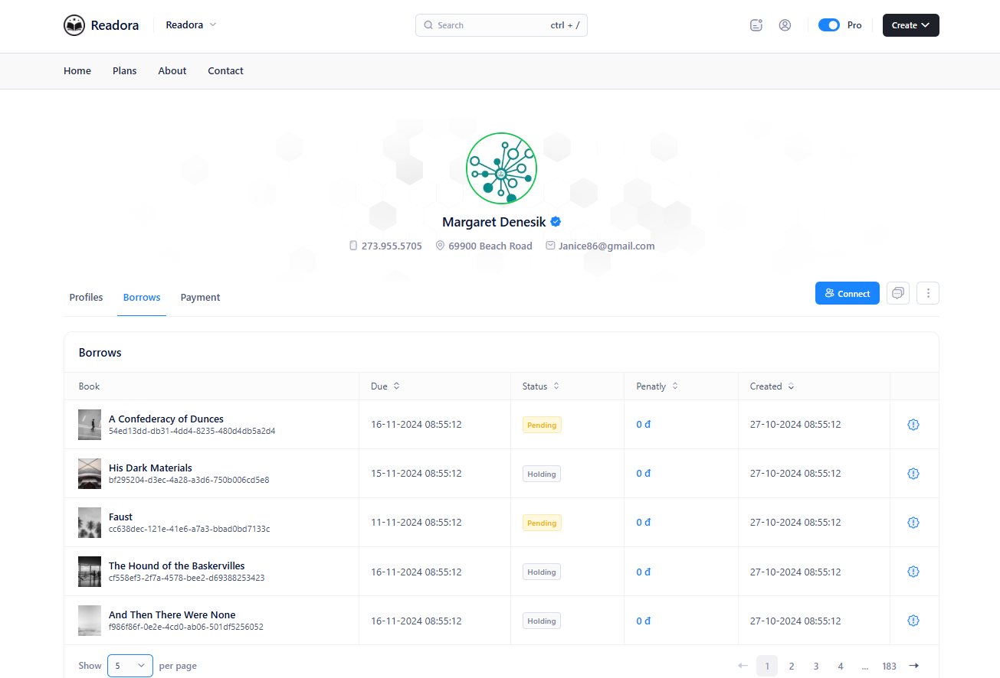 Readora Readora Search ctrl + / Pro Create
Home Plans About Contact
Margaret Denesik
273.955.5705 69900 Beach Road Janice86@gmail.com
Profiles Borrows Payment Connect
Borrows
Book Due Status Penatly Created
A Confederacy of Dunces
54ed13dd-db31-4dd4-8235-480d4db5a2d4
16-11-2024 08:55:12 Pending 0 đ 27-10-2024 08:55:12
His Dark Materials
bf295204-d3ec-4a28-a3d6-750b006cd5e8
15-11-2024 08:55:12 Holding 0 đ 27-10-2024 08:55:12
Faust
cc638dec-121e-41e6-a7a3-bbad0bd7133c
11-11-2024 08:55:12 Pending 0 đ 27-10-2024 08:55:12
The Hound of the Baskervilles
cf558ef3-2f7a-4578-bee2-d69388253423
16-11-2024 08:55:12 Holding 0 đ 27-10-2024 08:55:12
And Then There Were None
f986f86f-0e2e-4cd0-ab06-501df5256052
16-11-2024 08:55:12 Holding 0 đ 27-10-2024 08:55:12
Show 5 per page 1 2 3 4 ... 183